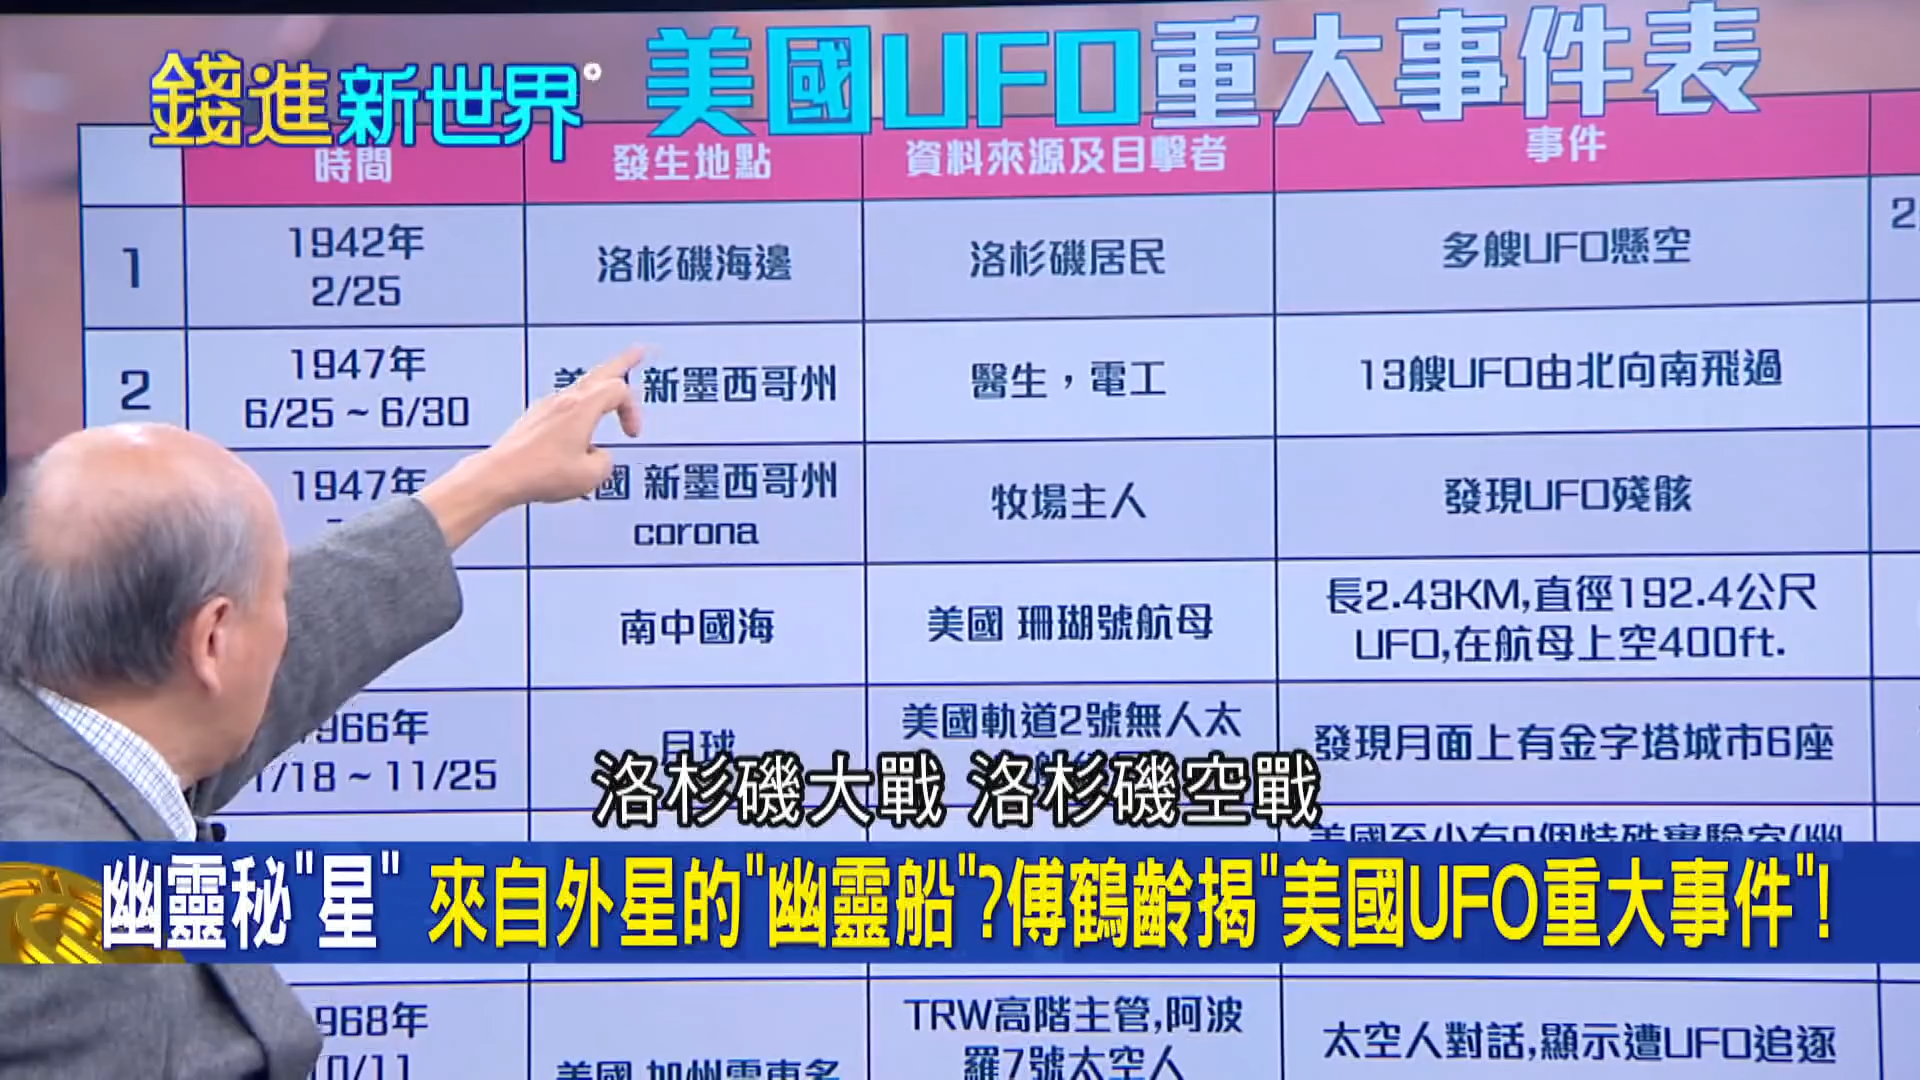 錢進新世界
美國UFO重大事件表
時間 發生地點 資料來源及目擊者 事件
1 1942年 2/25 洛杉磯海邊 洛杉磯居民 多艘UFO懸空
2 1947年 6/25~6/30 新墨西哥州 醫生，電工 13艘UFO由北向南飛過
1947年 國 新墨西哥州 corona 牧場主人 發現UFO殘骸
南中國海 美國 珊瑚號航母 長2.43KM,直徑192.4公尺
UFO,在航母上空400ft.
966年 /18~11/25 月球 美國軌道2號無人太 發現月面上有金字塔城市6座
洛杉磯大戰 洛杉磯空戰
幽靈秘"星" 來自外星的"幽靈船"?傅鶴齡揭"美國UFO重大事件"!
968年 0/11 TRW高階主管,阿波
羅7號太空人 太空人對話,顯示遭UFO追逐